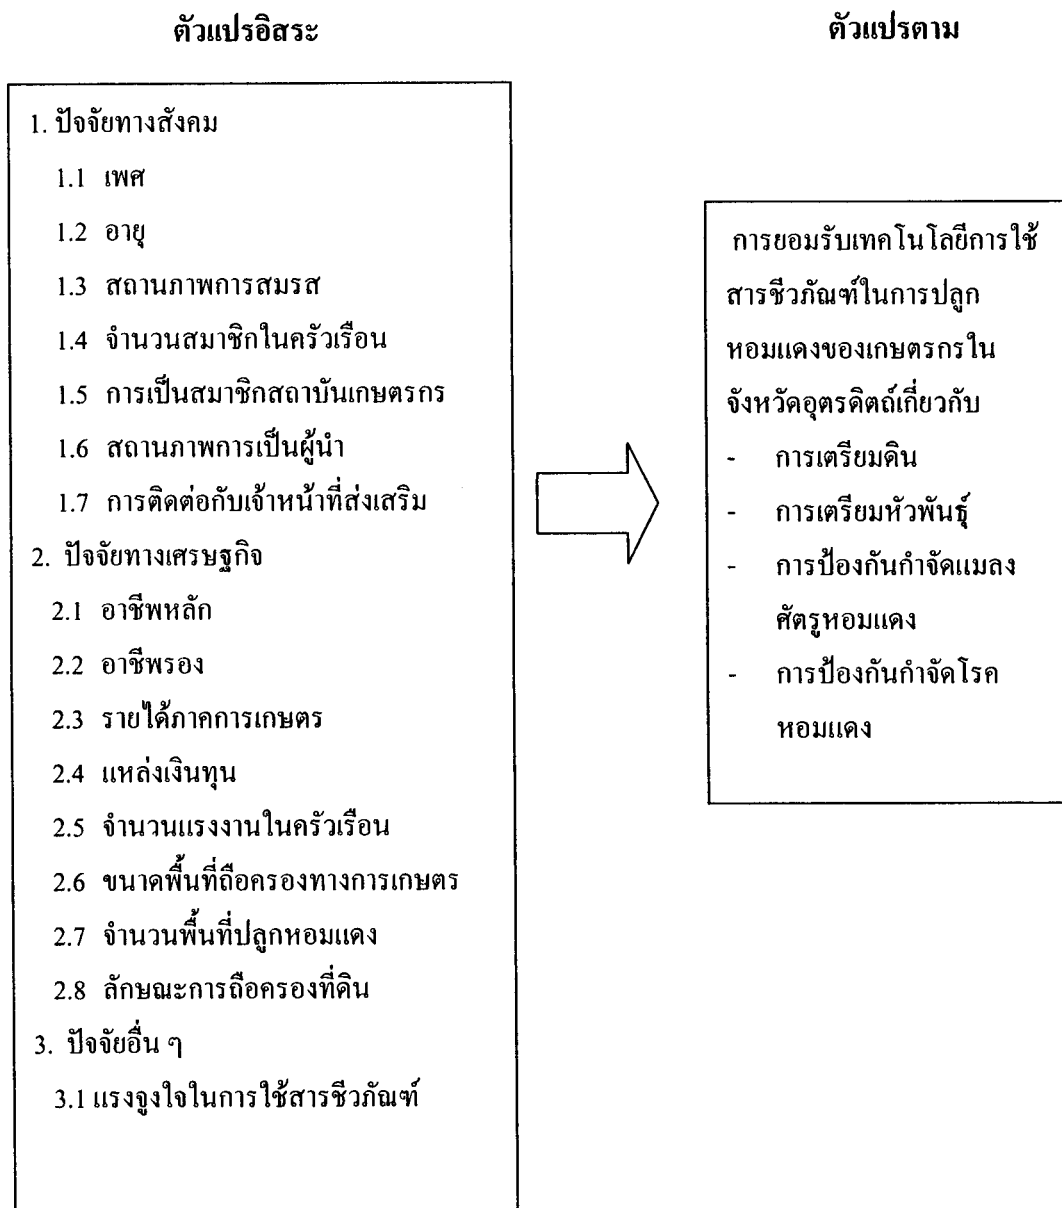 ตัวแปรอิสระ
1. ปัจจัยทางสังคม
1.1 เพศ
1.2 อายุ
1.3 สถานภาพการสมรส
1.4 จำนวนสมาชิกในครัวเรือน
1.5 การเป็นสมาชิกสถาบันเกษตรกร
1.6 สถานภาพการเป็นผู้นำ
1.7 การติดต่อกับเจ้าหน้าที่ส่งเสริม
2. ปัจจัยทางเศรษฐกิจ
2.1 อาชีพหลัก
2.2 อาชีพรอง
2.3 รายได้ภาคการเกษตร
2.4 แหล่งเงินทุน
2.5 จำนวนแรงงานในครัวเรือน
2.6 ขนาดพื้นที่ถือครองทางการเกษตร
2.7 จำนวนพื้นที่ปลูกหอมแดง
2.8 ลักษณะการถือครองที่ดิน
3. ปัจจัยอื่น ๆ
3.1 แรงจูงใจในการใช้สารชีวภัณฑ์
ตัวแปรตาม
การยอมรับเทคโนโลยีการใช้
สารชีวภัณฑ์ในการปลูก
หอมแดงของเกษตรกรใน
จังหวัดอุตรดิตถ์เกี่ยวกับ
- การเตรียมดิน
- การเตรียมหัวพันธุ์
- การป้องกันกำจัดแมลง
ศัตรูหอมแดง
- การป้องกันกำจัดโรค
หอมแดง